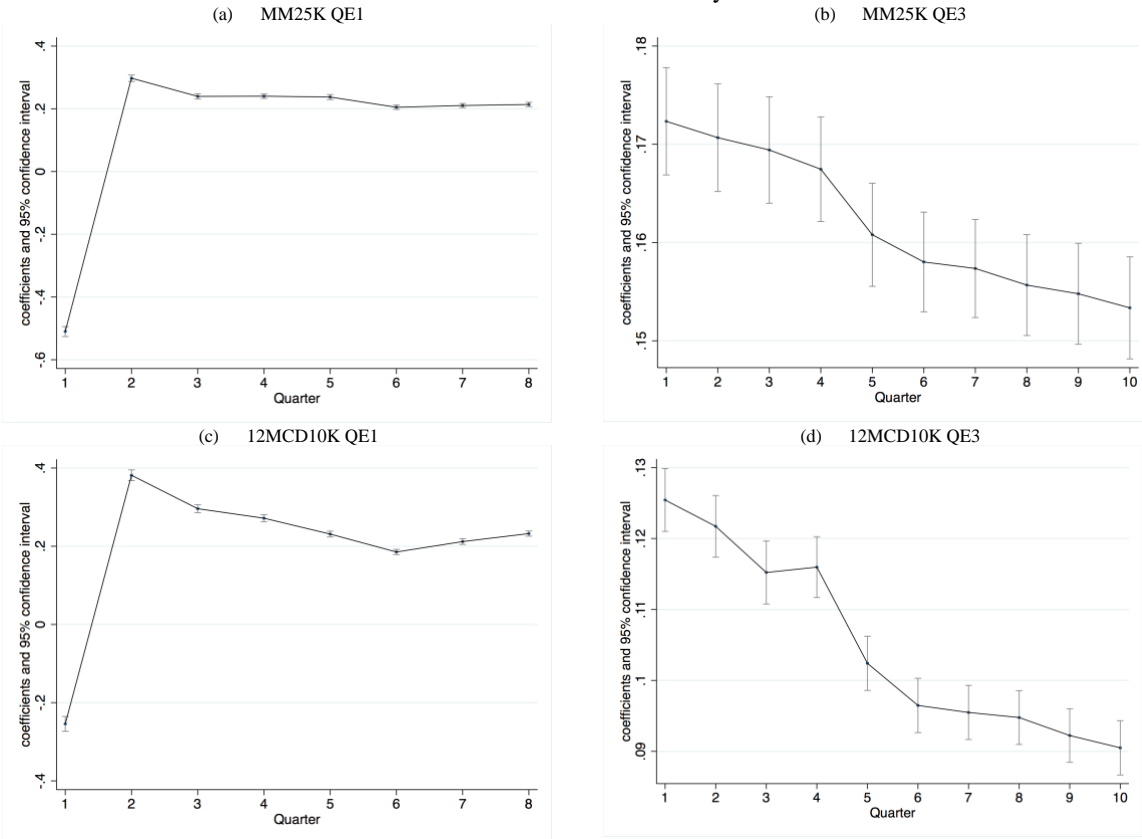 (a) MM25K QE1
coefficients and 95% confidence interval
.4
.2
0
-.2
-.4
-.6
1 2 3 4 5 6 7 8
Quarter
(b) MM25K QE3
coefficients and 95% confidence interval
.18
.17
.16
.15
1 2 3 4 5 6 7 8 9 10
Quarter
(c) 12MCD10K QE1
coefficients and 95% confidence interval
.4
.2
0
-.2
-.4
1 2 3 4 5 6 7 8
Quarter
(d) 12MCD10K QE3
coefficients and 95% confidence interval
.13
.12
.11
.1
.09
1 2 3 4 5 6 7 8 9 10
Quarter